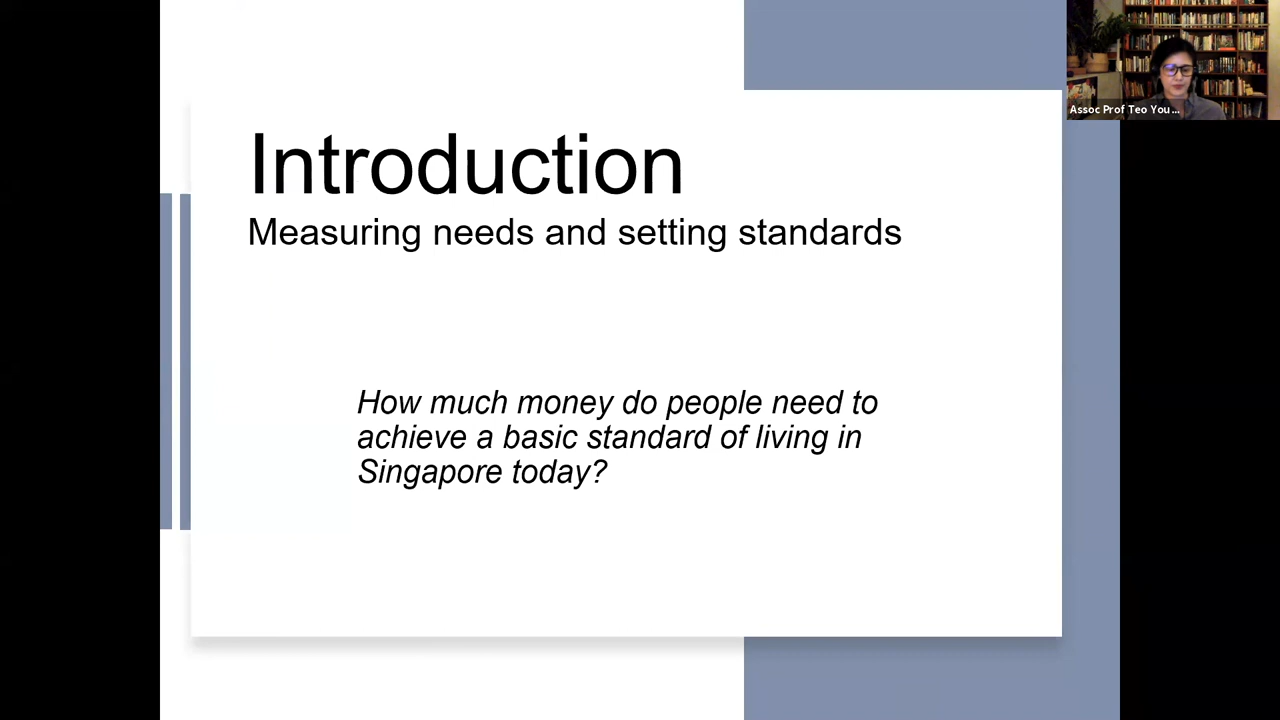 Introduction
Measuring needs and setting standards
How much money do people need to
achieve a basic standard of living in
Singapore today?
Assoc Prof Teo You...